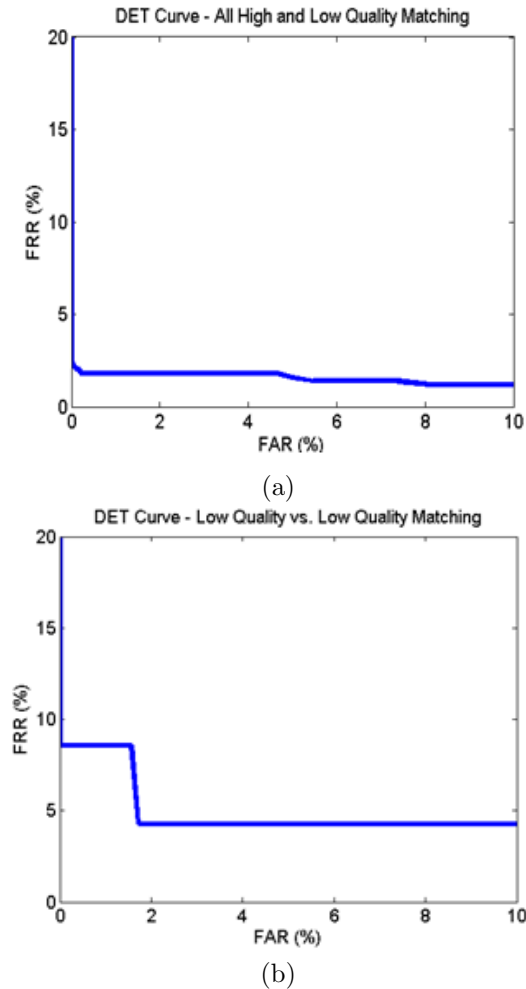 DET Curve - All High and Low Quality Matching
20
15
10
5
0
FRR (%)
0 2 4 6 8 10
FAR (%)
(a)
DET Curve - Low Quality vs. Low Quality Matching
20
15
10
5
0
FRR (%)
0 2 4 6 8 10
FAR (%)
(b)